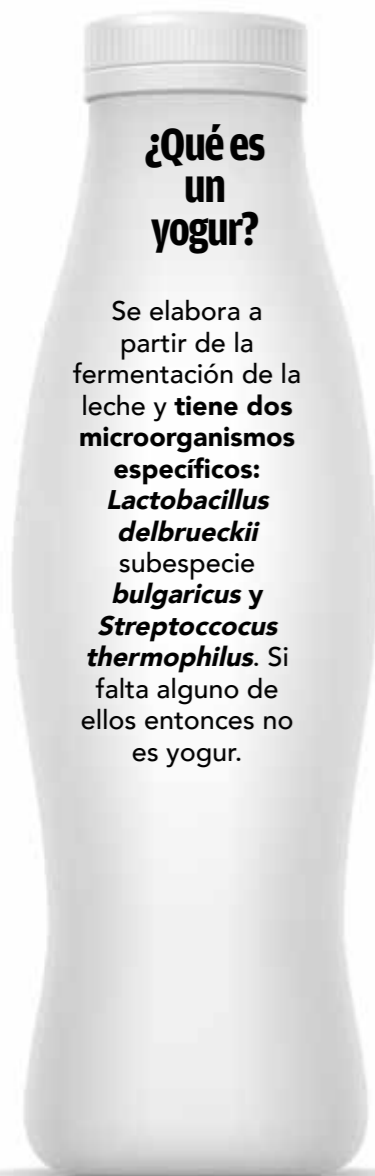 ¿Qué es
un
yogur?
Se elabora a
partir de la
fermentación de la
leche y tiene dos
microorganismos
específicos:
Lactobacillus
delbrueckii
subespecie
bulgaricus y
Streptoccocus
thermophilus. Si
falta alguno de
ellos entonces no
es yogur.